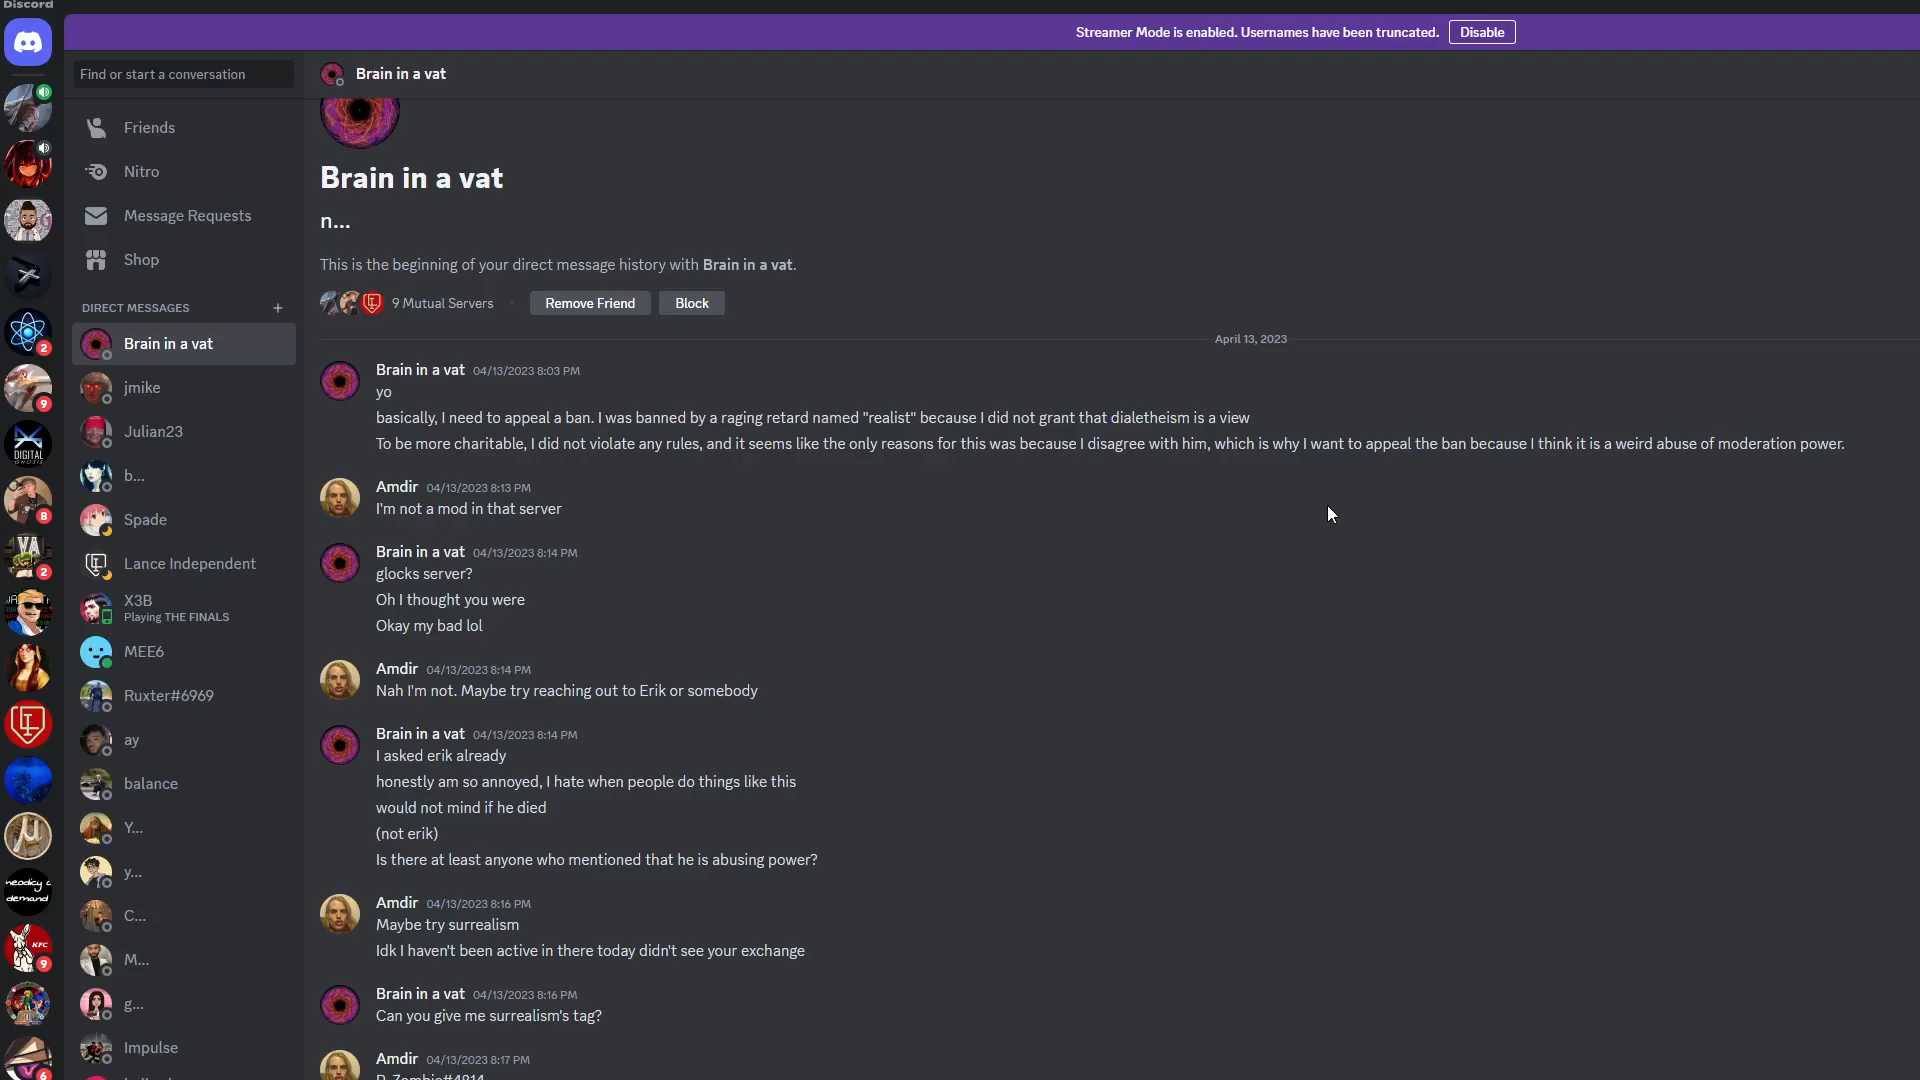 Discord
Streamer Mode is enabled. Usernames have been truncated.
Disable
Find or start a conversation
Friends
Nitro
Message Requests
Shop
DIRECT MESSAGES +
Brain in a vat
jmike
Julian23
b...
Spade
Lance Independent
X3B
Playing THE FINALS
MEE6
Ruxter#6969
ay
balance
Y...
y...
C...
M...
g...
Impulse
2
9
DIGITAL
GNOSIS
8
VA
2
demand
KFC
9
6
Brain in a vat
Brain in a vat
n...
This is the beginning of your direct message history with Brain in a vat.
9 Mutual Servers
Remove Friend
Block
April 13, 2023
Brain in a vat 04/13/2023 8:03 PM
yo
basically, I need to appeal a ban. I was banned by a raging retard named "realist" because I did not grant that dialetheism is a view
To be more charitable, I did not violate any rules, and it seems like the only reasons for this was because I disagree with him, which is why I want to appeal the ban because I think it is a weird abuse of moderation power.
Amdir 04/13/2023 8:13 PM
I'm not a mod in that server
Brain in a vat 04/13/2023 8:14 PM
glocks server?
Oh I thought you were
Okay my bad lol
Amdir 04/13/2023 8:14 PM
Nah I'm not. Maybe try reaching out to Erik or somebody
Brain in a vat 04/13/2023 8:14 PM
I asked erik already
honestly am so annoyed, I hate when people do things like this
would not mind if he died
(not erik)
Is there at least anyone who mentioned that he is abusing power?
Amdir 04/13/2023 8:16 PM
Maybe try surrealism
Idk I haven't been active in there today didn't see your exchange
Brain in a vat 04/13/2023 8:16 PM
Can you give me surrealism's tag?
Amdir 04/13/2023 8:17 PM